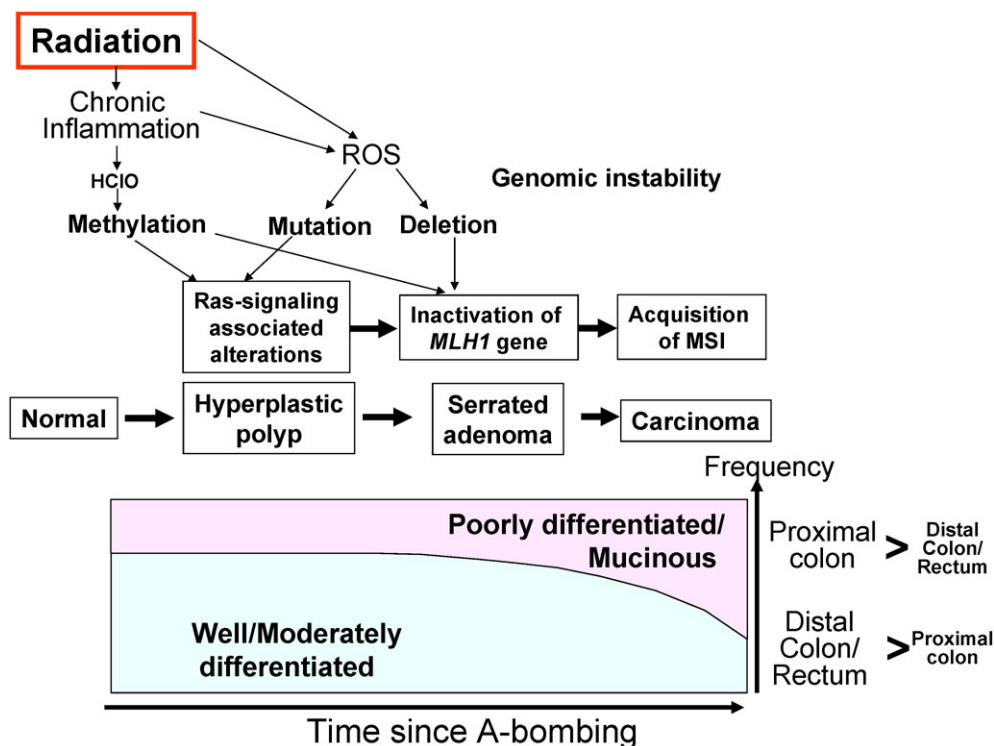 Radiation
Chronic
Inflammation
ROS
HClO
Genomic instability
Methylation
Mutation
Deletion
Ras-signaling
associated
alterations
Inactivation of
MLH1 gene
Acquisition
of MSI
Normal
Hyperplastic
polyp
Serrated
adenoma
Carcinoma
Frequency
Poorly differentiated/
Mucinous
Proximal
colon
>
Distal
Colon/
Rectum
Well/Moderately
differentiated
Distal
Colon/
Rectum
>
Proximal
colon
Time since A-bombing